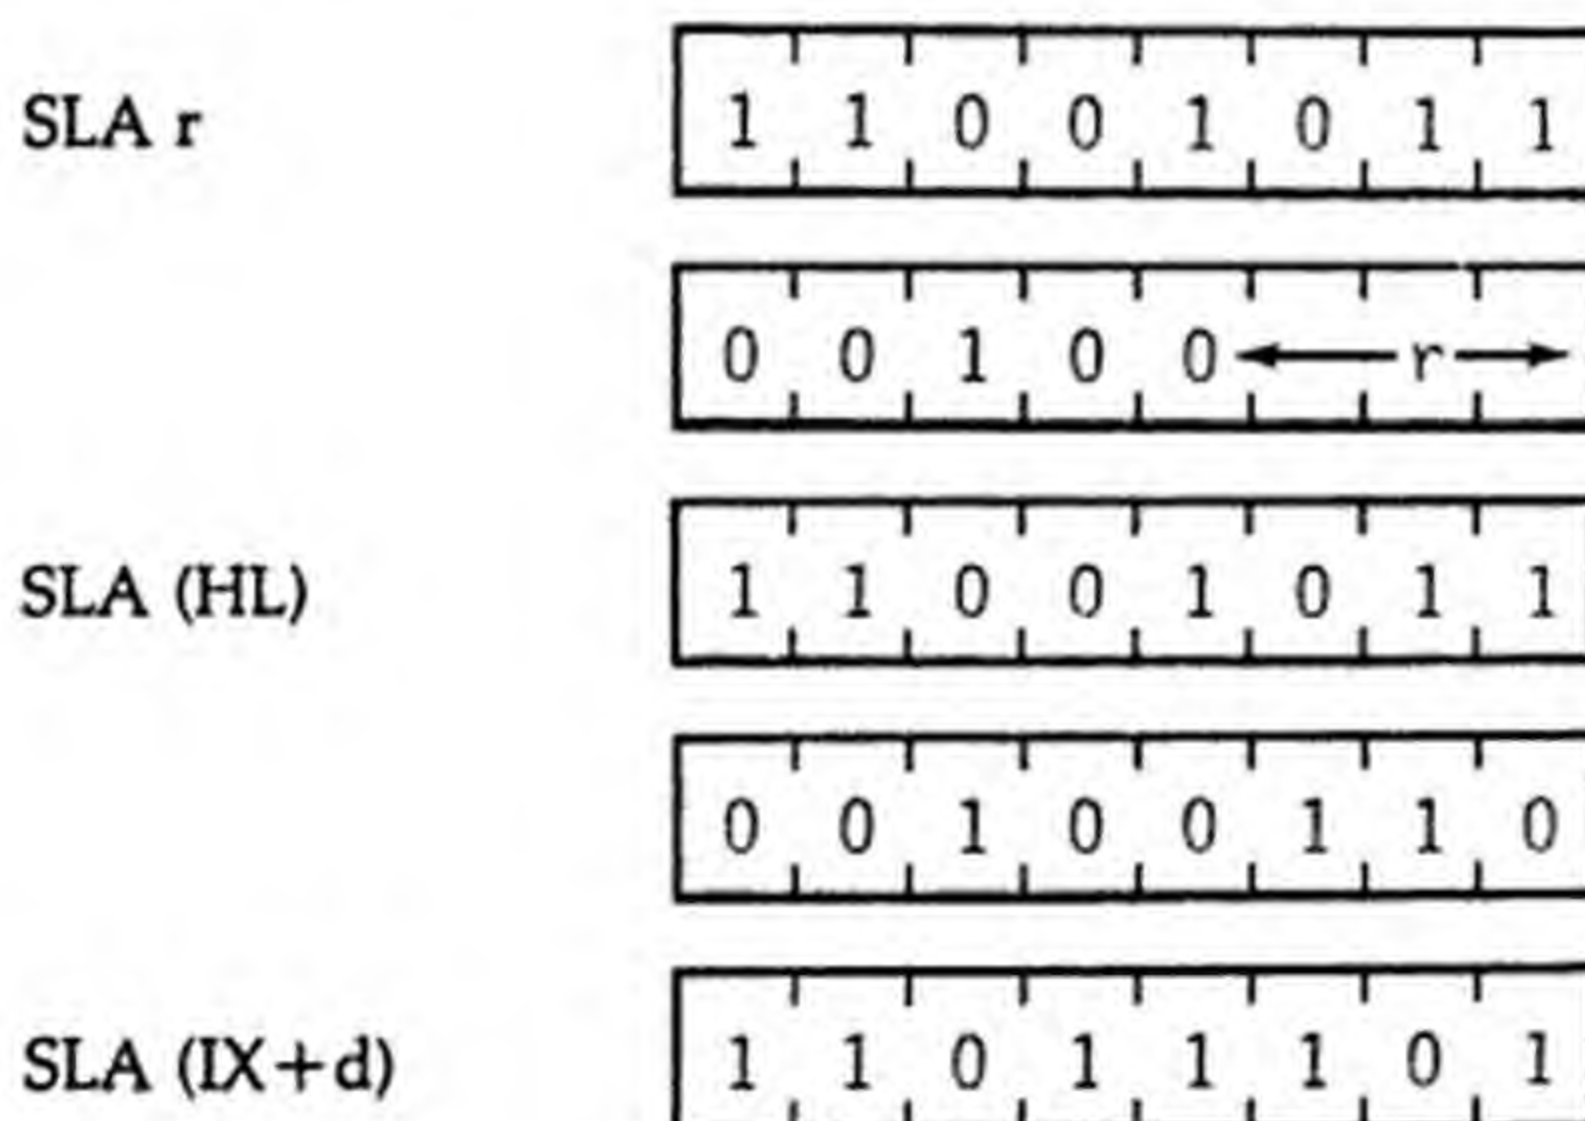 SLA r 1 1 0 0 1 0 1 1
0 0 1 0 0 r
SLA (HL) 1 1 0 0 1 0 1 1
0 0 1 0 0 1 1 0
SLA (IX+d) 1 1 0 1 1 1 0 1